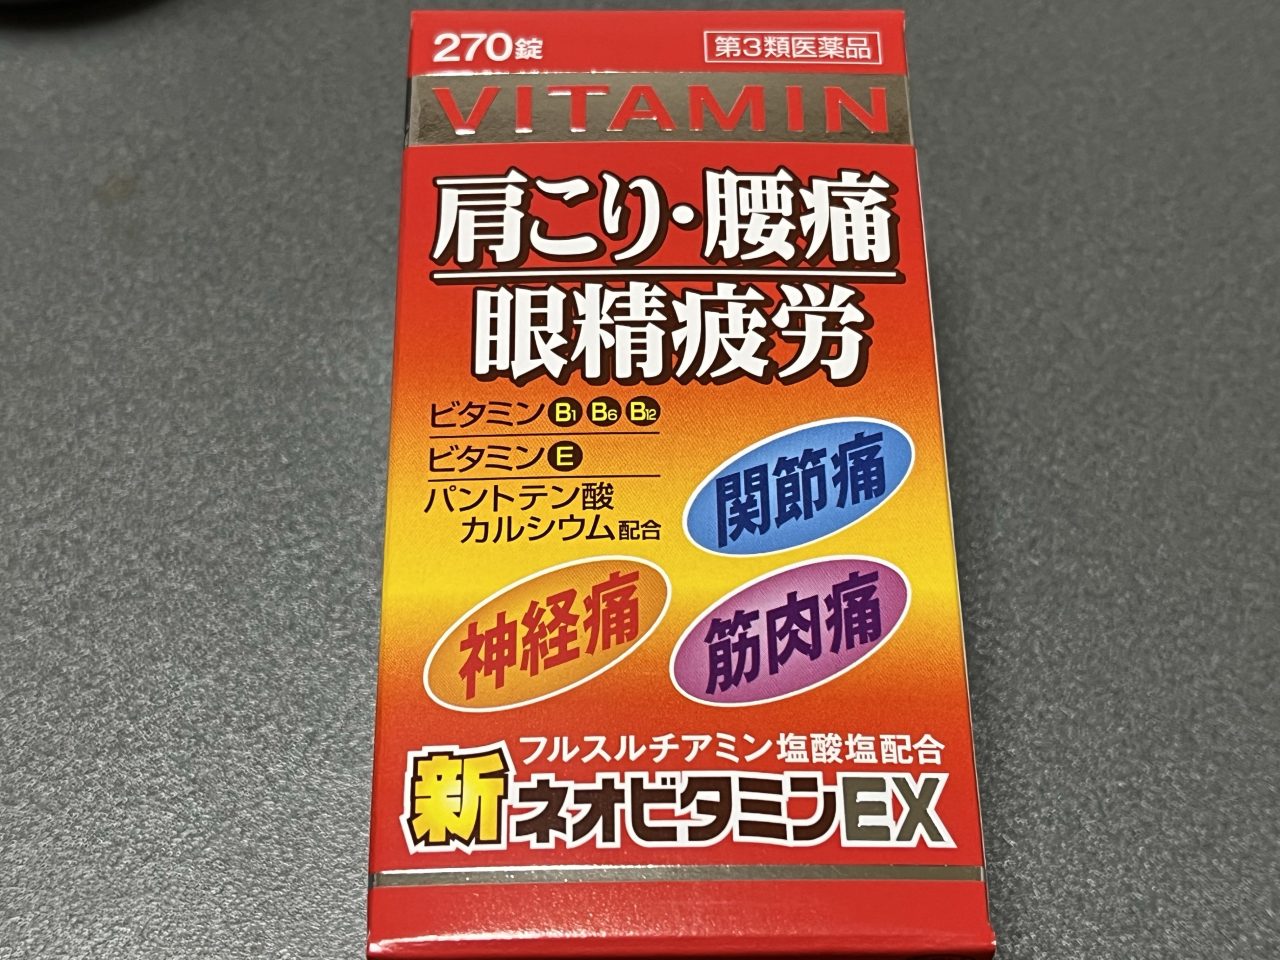 270錠 第3類医薬品
VITAMIN
肩こり・腰痛
眼精疲労
ビタミンB1 B6 B12
ビタミンE
パントテン酸
カルシウム配合
関節痛
神経痛
筋肉痛
フルスルチアミン塩酸塩配合
新ネオビタミンEX